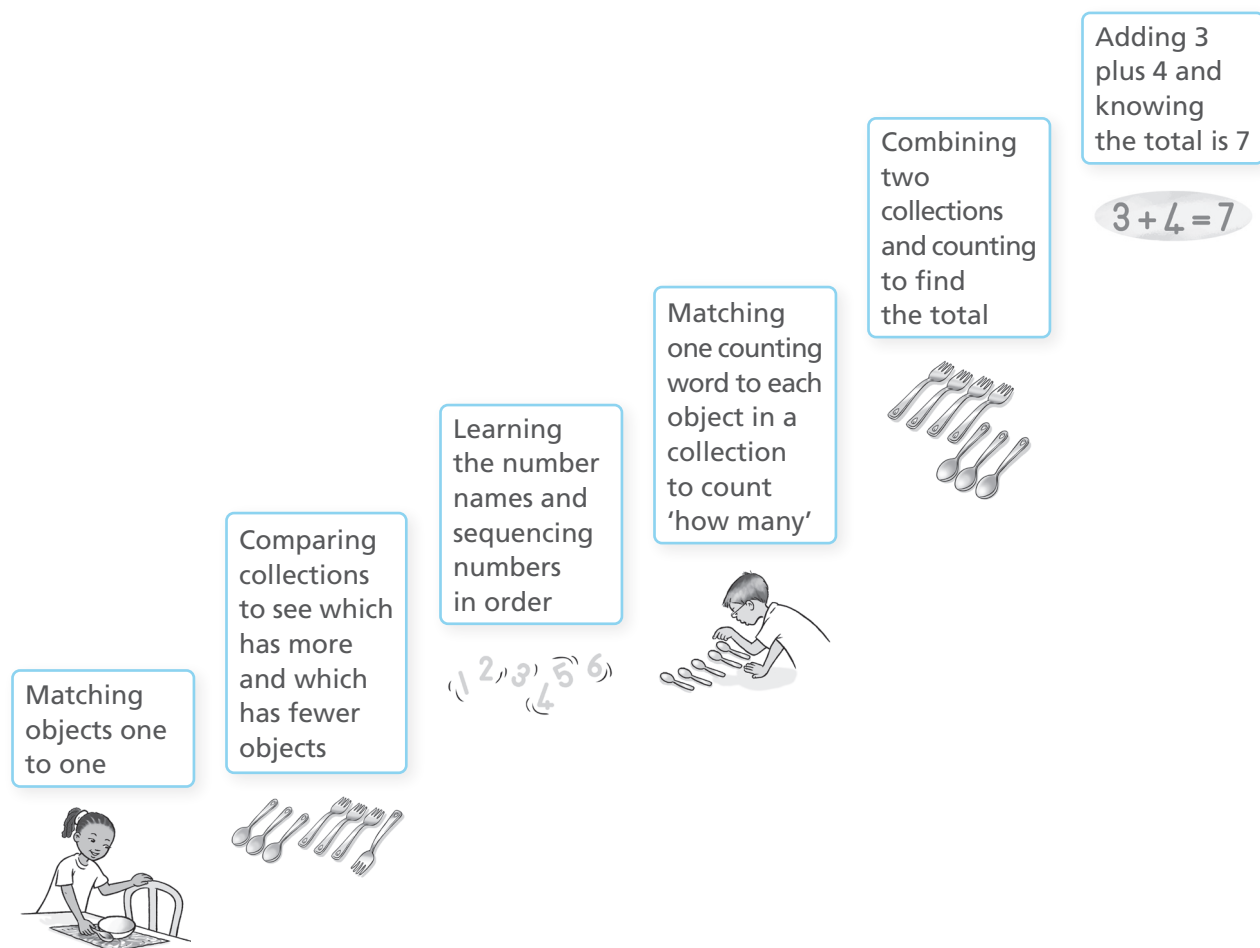 Matching
objects one
to one
Comparing
collections
to see which
has more
and which
has fewer
objects
Learning
the number
names and
sequencing
numbers
in order
1 2 3 4 5 6
Matching
one counting
word to each
object in a
collection
to count
‘how many’
Combining
two
collections
and counting
to find
the total
Adding 3
plus 4 and
knowing
the total is 7
3 + 4 = 7